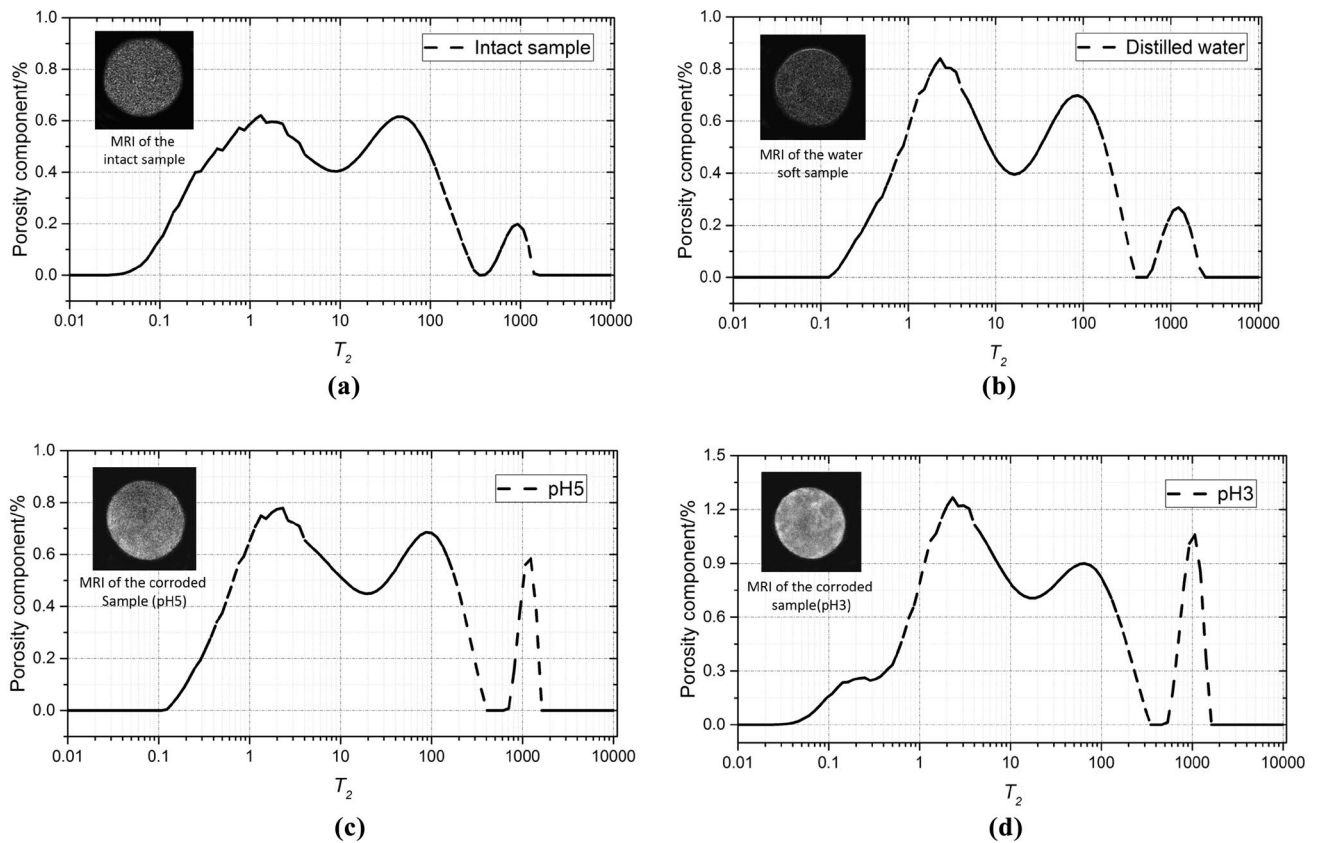 1.0
0.8
0.6
0.4
0.2
0.0
Porosity component/%
MRI of the
intact sample
Intact sample
0.01 0.1 1 10 100 1000 10000
T2
(a)
1.0
0.8
0.6
0.4
0.2
0.0
Porosity component/%
MRI of the water
soft sample
Distilled water
0.01 0.1 1 10 100 1000 10000
T2
(b)
1.0
0.8
0.6
0.4
0.2
0.0
Porosity component/%
MRI of the corroded
Sample (pH5)
pH5
0.01 0.1 1 10 100 1000 10000
T2
(c)
1.5
1.2
0.9
0.6
0.3
0.0
Porosity component/%
MRI of the corroded
sample(pH3)
pH3
0.01 0.1 1 10 100 1000 10000
T2
(d)